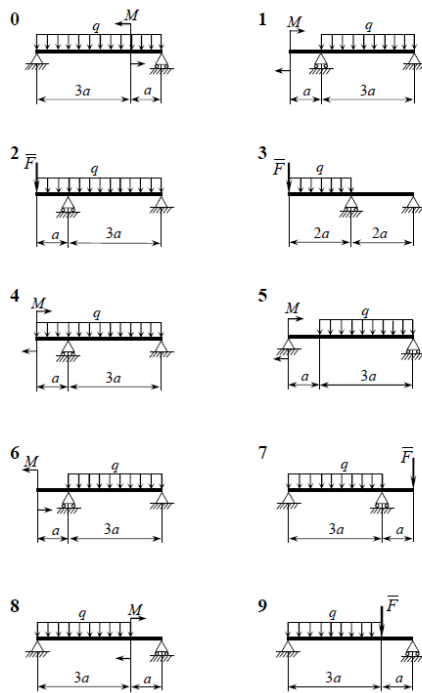 0 q M 1 M q
3a a a 3a
2 F̅ q 3 F̅ q
a 3a 2a 2a
4 M q 5 M q
a 3a a 3a
6 M q 7 q F̅
a 3a 3a a
8 q M 9 q F̅
3a a 3a a